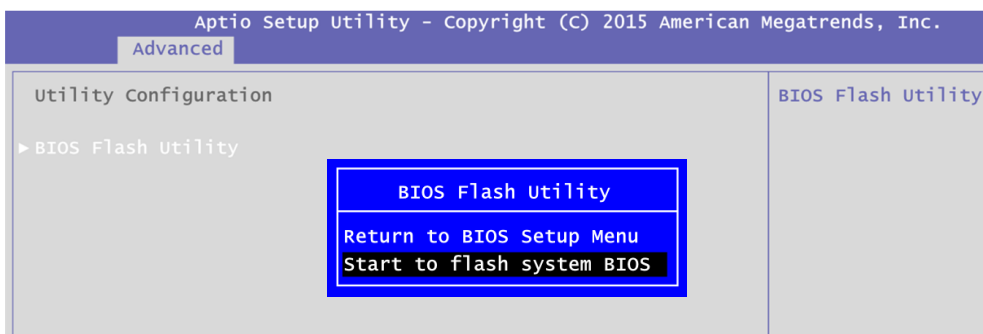 Aptio Setup Utility - Copyright (C) 2015 American Megatrends, Inc.
Advanced
Utility Configuration
BIOS Flash Utility
►BIOS Flash Utility
BIOS Flash Utility
Return to BIOS Setup Menu
Start to flash system BIOS